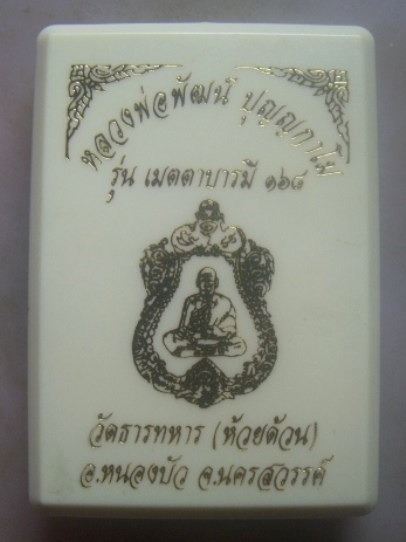 หลวงพ่อพัฒน์ ปุญญกาโม
รุ่น เมตตาบารมี ๑๖๘
วัดธารทหาร (ห้วยด้วน)
อ.หนองบัว จ.นครสวรรค์